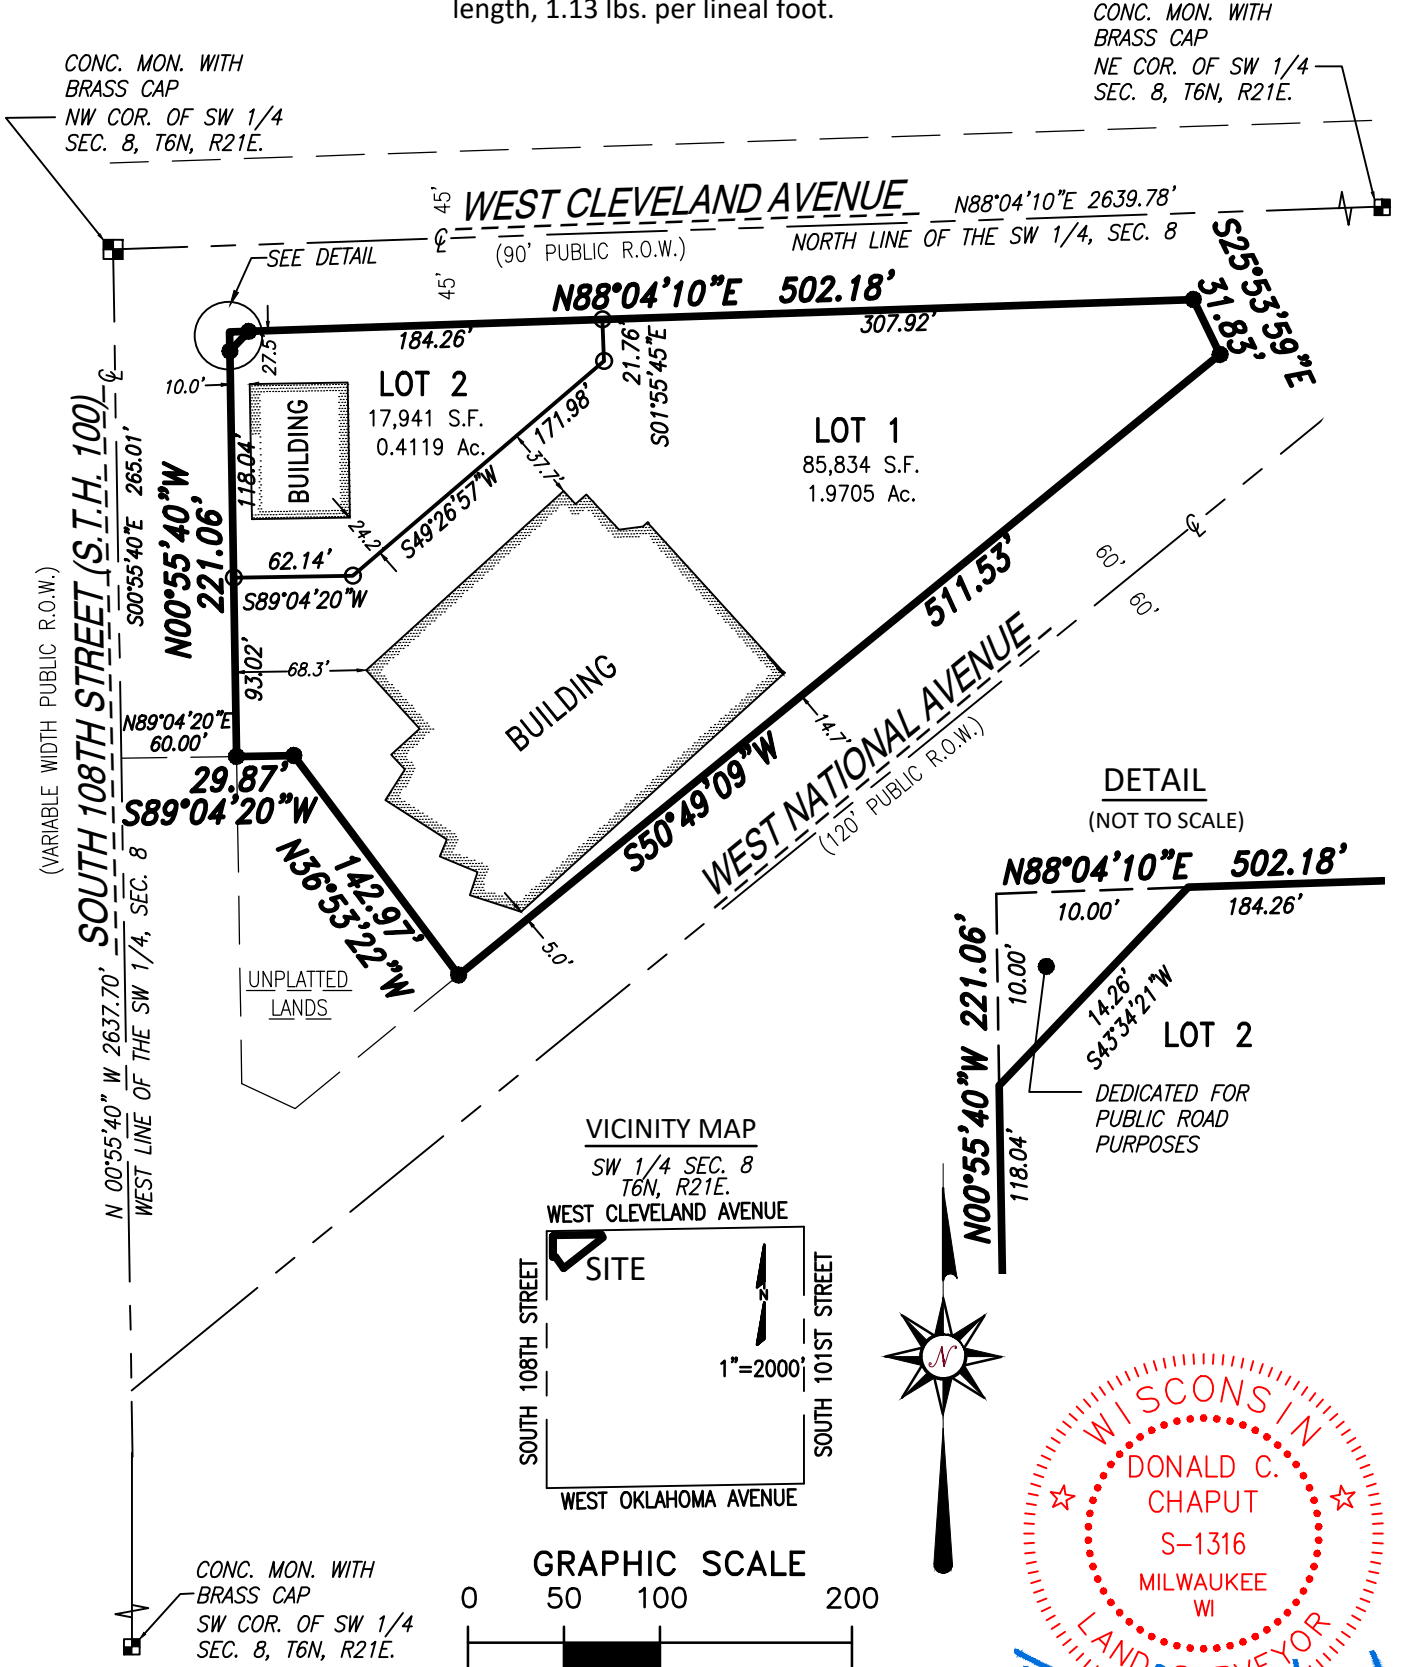 length, 1.13 lbs. per lineal foot.
CONC. MON. WITH
BRASS CAP
NW COR. OF SW 1/4
SEC. 8, T6N, R21E.
CONC. MON. WITH
BRASS CAP
NE COR. OF SW 1/4
SEC. 8, T6N, R21E.
45'
WEST CLEVELAND AVENUE
N88°04'10"E 2639.78'
℄
(90' PUBLIC R.O.W.)
NORTH LINE OF THE SW 1/4, SEC. 8
SEE DETAIL
45'
N88°04'10"E 502.18'
S25°53'59"E
31.83'
184.26'
307.92'
27.5'
21.76'
S01°55'45"E
10.0'
LOT 2
17,941 S.F.
0.4119 Ac.
BUILDING
118.04'
171.98'
S49°26'57"W
37.7'
24.2'
LOT 1
85,834 S.F.
1.9705 Ac.
℄
SOUTH 108TH STREET (S.T.H. 100)
(VARIABLE WIDTH PUBLIC R.O.W.)
S00°55'40"E 265.01'
N00°55'40"W
221.06'
62.14'
S89°04'20"W
93.02'
68.3'
BUILDING
511.53'
S50°49'09"W
℄
60'
60'
WEST NATIONAL AVENUE
(120' PUBLIC R.O.W.)
14.7'
N89°04'20"E
60.00'
29.87'
S89°04'20"W
142.97'
N36°53'22"W
5.0'
UNPLATTED
LANDS
N 00°55'40" W 2637.70'
WEST LINE OF THE SW 1/4, SEC. 8
DETAIL
(NOT TO SCALE)
N88°04'10"E 502.18'
10.00'
184.26'
N00°55'40"W 221.06'
10.00'
14.26'
S43°34'21"W
LOT 2
DEDICATED FOR
PUBLIC ROAD
PURPOSES
118.04'
VICINITY MAP
SW 1/4 SEC. 8
T6N, R21E.
WEST CLEVELAND AVENUE
SITE
SOUTH 108TH STREET
N
1"=2000'
SOUTH 101ST STREET
WEST OKLAHOMA AVENUE
N
WISCONSIN
DONALD C.
CHAPUT
S-1316
MILWAUKEE
WI
LAND SURVEYOR
GRAPHIC SCALE
0 50 100 200
CONC. MON. WITH
BRASS CAP
SW COR. OF SW 1/4
SEC. 8, T6N, R21E.